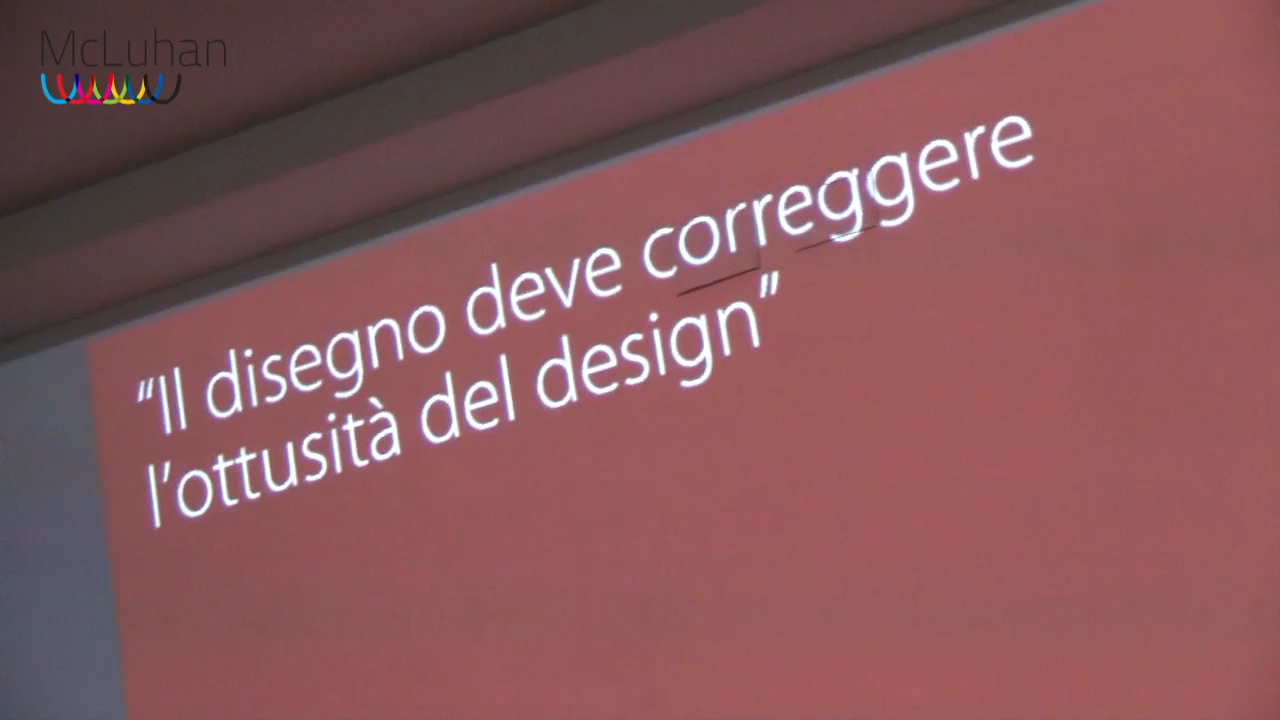 McLuhan
“Il disegno deve correggere
l’ottusità del design”